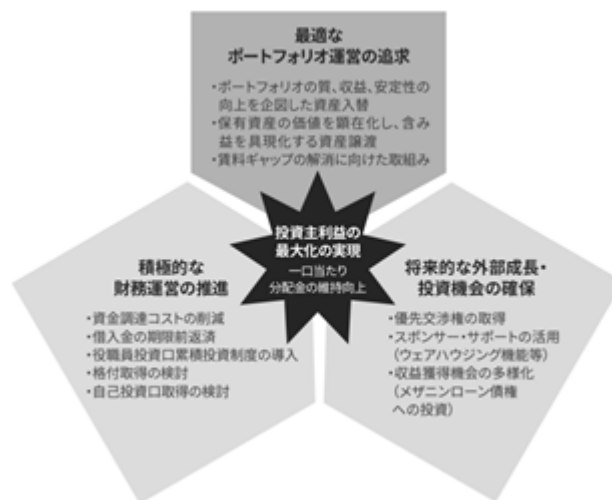 最適な
ポートフォリオ運営の追求
・ポートフォリオの質、収益、安定性の
向上を企図した資産入替
・保有資産の価値を顕在化し、含み
益を具現化する資産譲渡
・賃料ギャップの解消に向けた取組み
投資主利益の
最大化の実現
一口当たり
分配金の維持向上
積極的な
財務運営の推進
・資金調達コストの削減
・借入金の期限前返済
・役職員投資口累積投資制度の導入
・格付取得の検討
・自己投資口取得の検討
将来的な外部成長・
投資機会の確保
・優先交渉権の取得
・スポンサー・サポートの活用
(ウェアハウジング機能等)
・収益獲得機会の多様化
(メザニンローン債権
への投資)